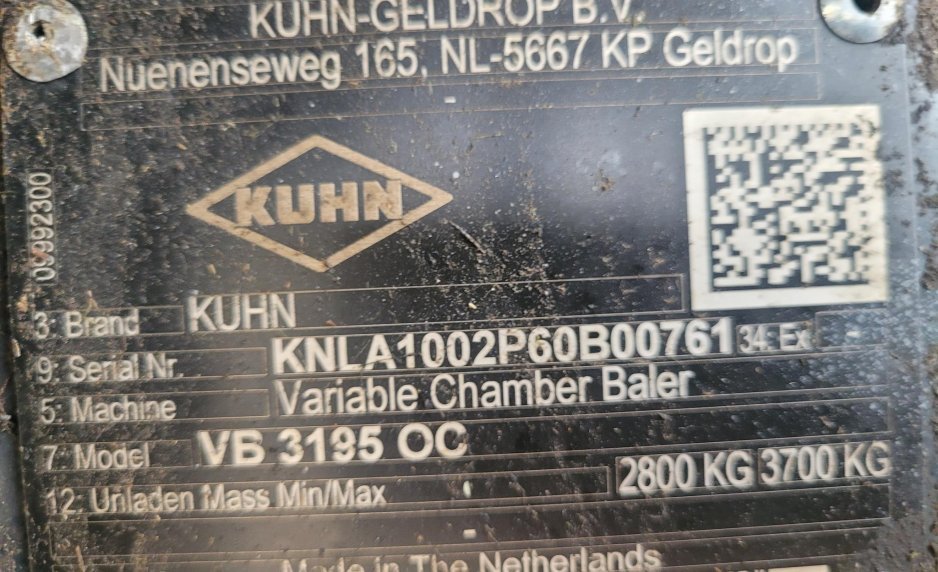 KUHN-GELDROP B.V.
Nuenenseweg 165, NL-5667 KP Geldrop
09992300
KUHN
3: Brand KUHN
9: Serial Nr. KNLA1002P60B00761 34: Ex -
5: Machine Variable Chamber Baler
7: Model VB 3195 OC
12: Unladen Mass Min/Max 2800 KG 3700 KG
Made in The Netherlands